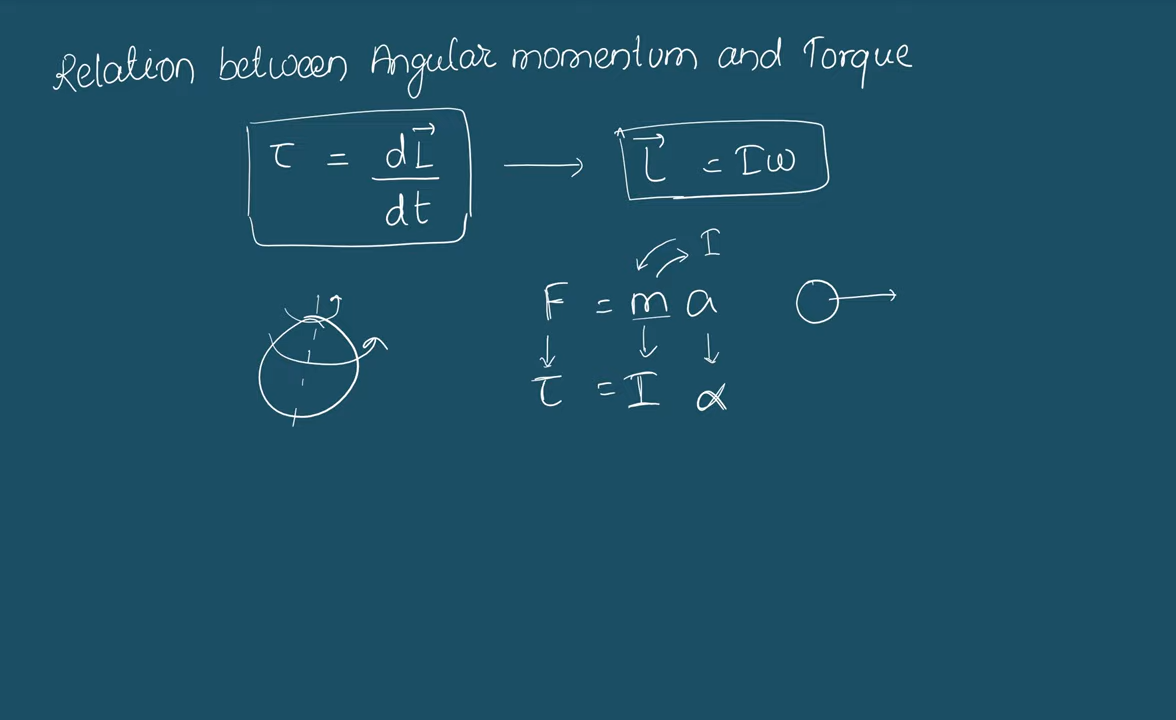 Relation between Angular momentum and Torque
τ = dL⃗/dt → L⃗ = Iω
I
F = m a
τ = I α